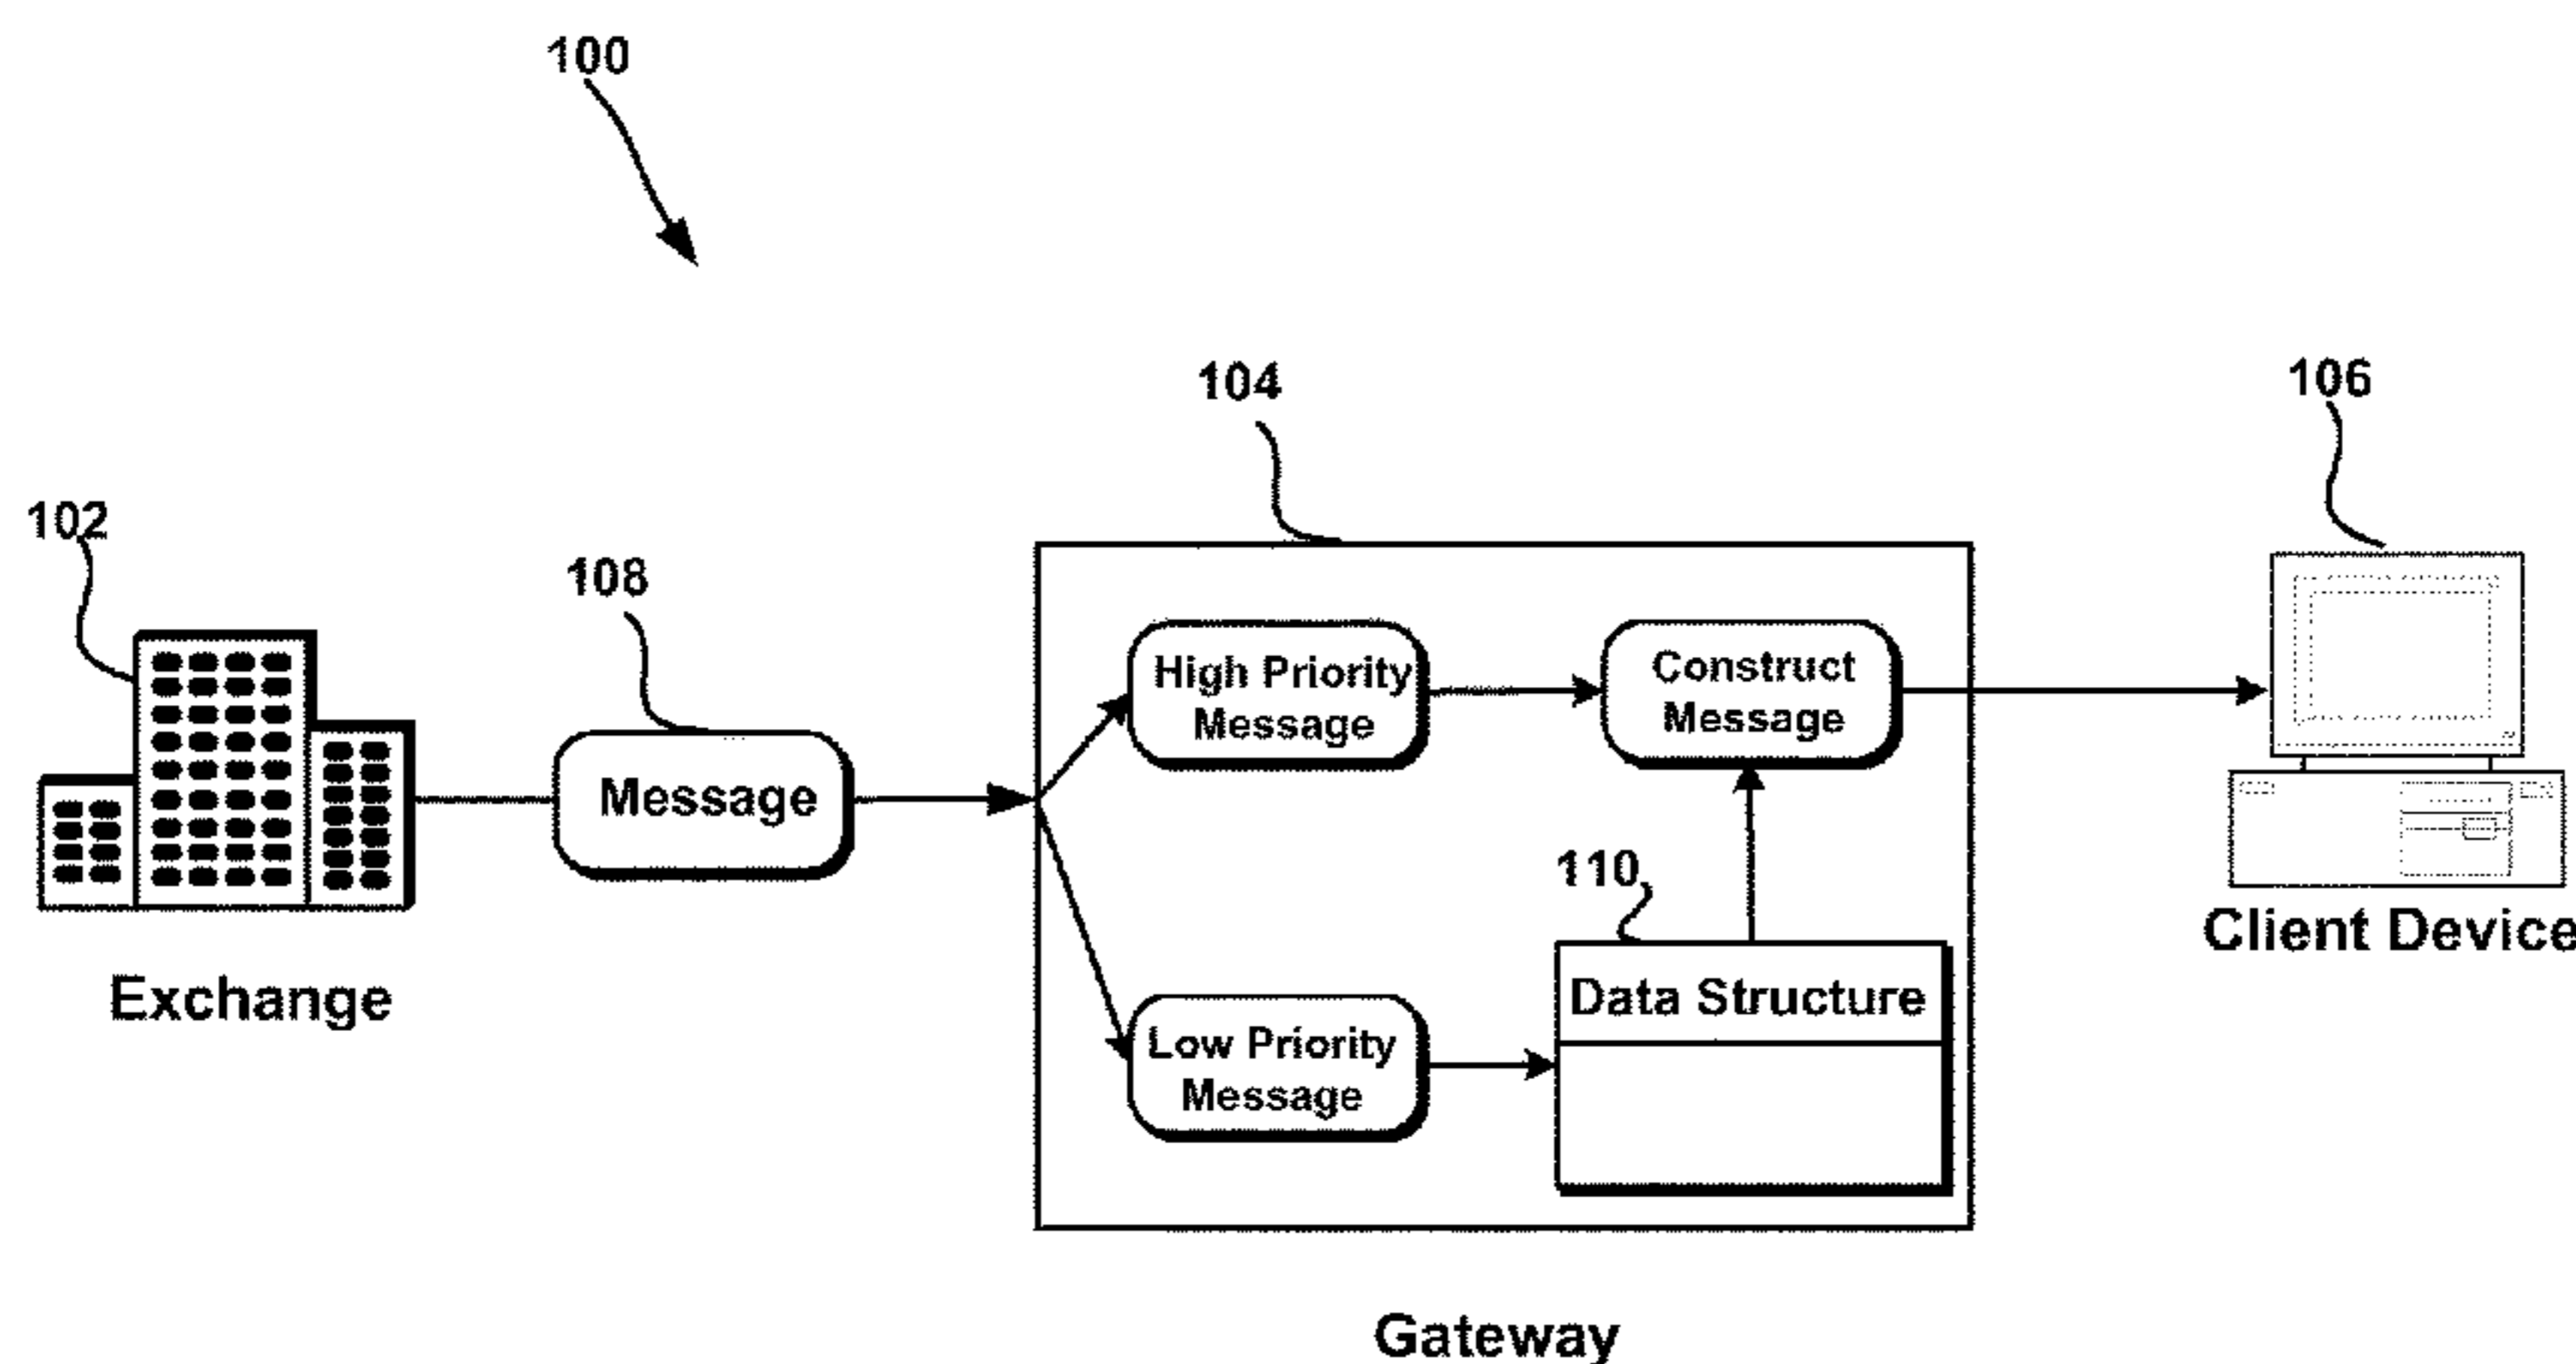 100
104
106
102
108
High Priority
Message
Construct
Message
Message
110
Client Device
Data Structure
Exchange
Low Priority
Message
Gateway